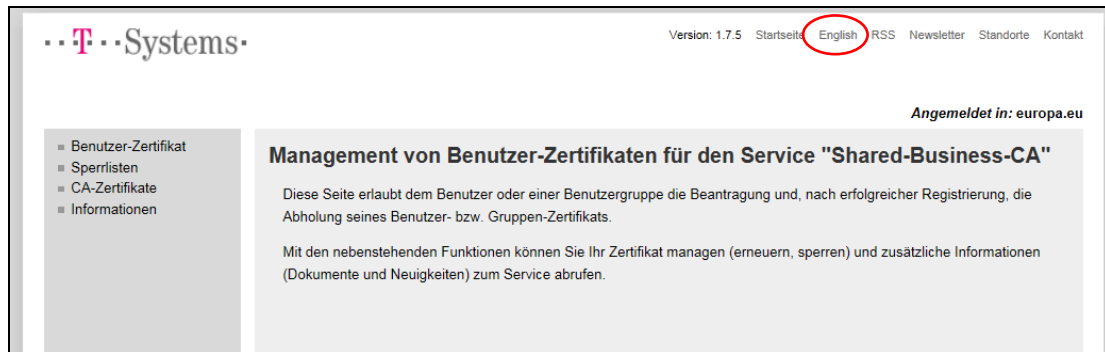 ··T··Systems·
Version: 1.7.5 Startseite English RSS Newsletter Standorte Kontakt
Angemeldet in: europa.eu
Benutzer-Zertifikat
Sperrlisten
CA-Zertifikate
Informationen
Management von Benutzer-Zertifikaten für den Service "Shared-Business-CA"
Diese Seite erlaubt dem Benutzer oder einer Benutzergruppe die Beantragung und, nach erfolgreicher Registrierung, die
Abholung seines Benutzer- bzw. Gruppen-Zertifikats.
Mit den nebenstehenden Funktionen können Sie Ihr Zertifikat managen (erneuern, sperren) und zusätzliche Informationen
(Dokumente und Neuigkeiten) zum Service abrufen.